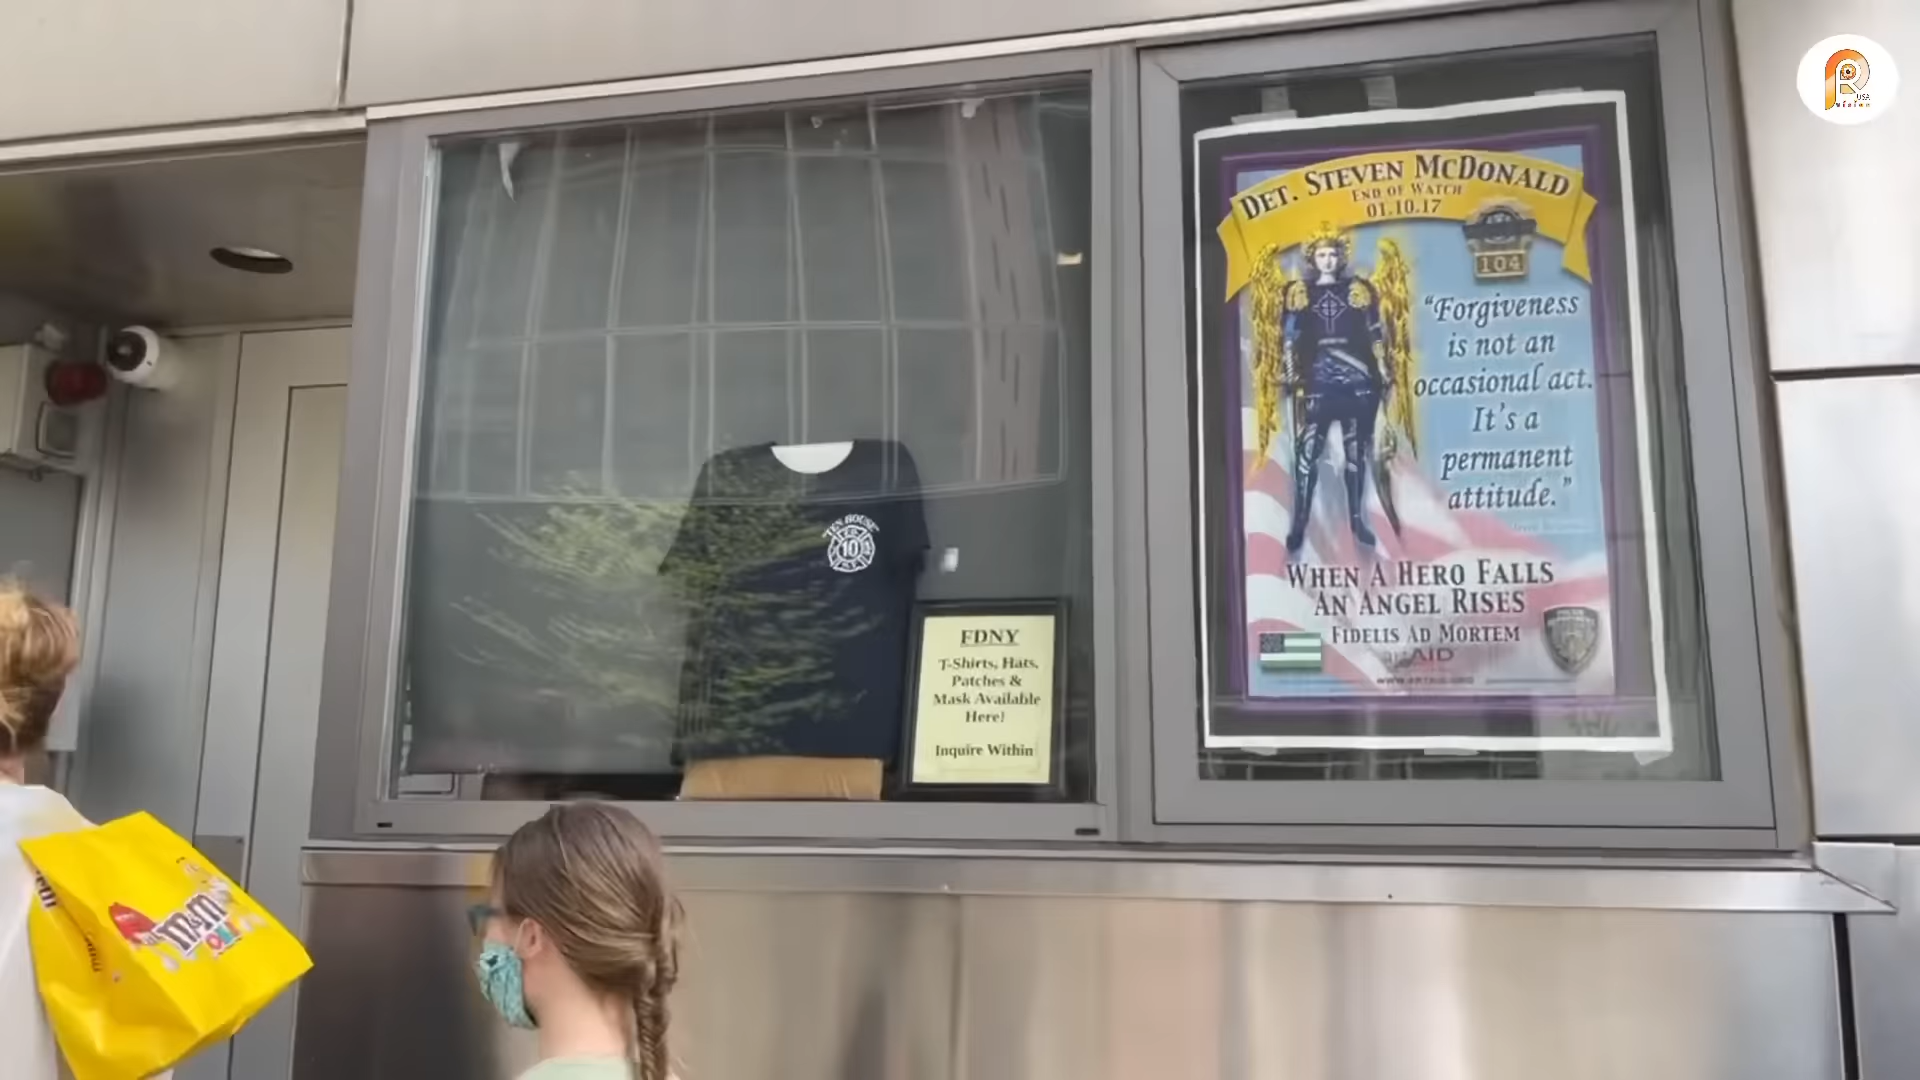 DET. STEVEN MCDONALD
END OF WATCH
01.10.17
104
“Forgiveness
is not an
occasional act.
It's a
permanent
attitude.”
WHEN A HERO FALLS
AN ANGEL RISES
FIDELIS AD MORTEM
TEN HOUSE
10
FDNY
T-Shirts, Hats,
Patches &
Mask Available
Here!
Inquire Within
m&m's
USA